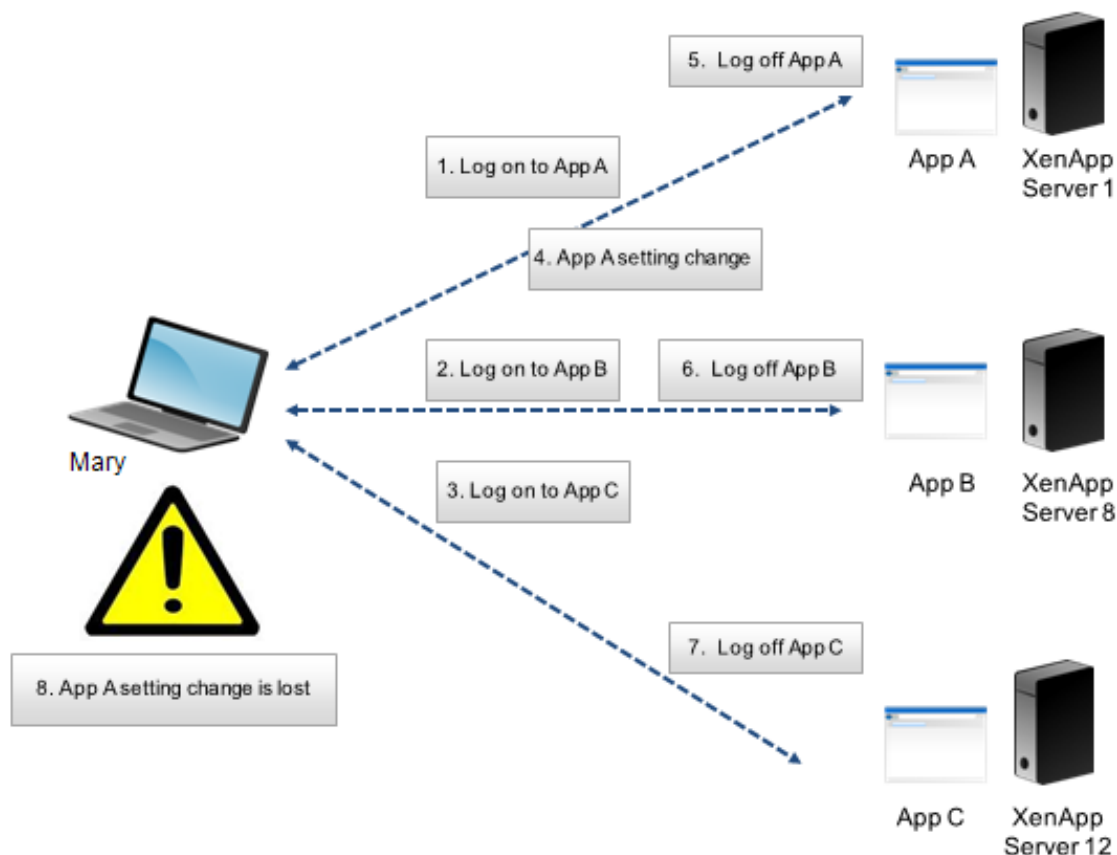 5. Log off App A
App A
XenApp
Server 1
1. Log on to App A
4. App A setting change
2. Log on to App B
6. Log off App B
Mary
App B
XenApp
Server 8
3. Log on to App C
7. Log off App C
8. App A setting change is lost
App C
XenApp
Server 12